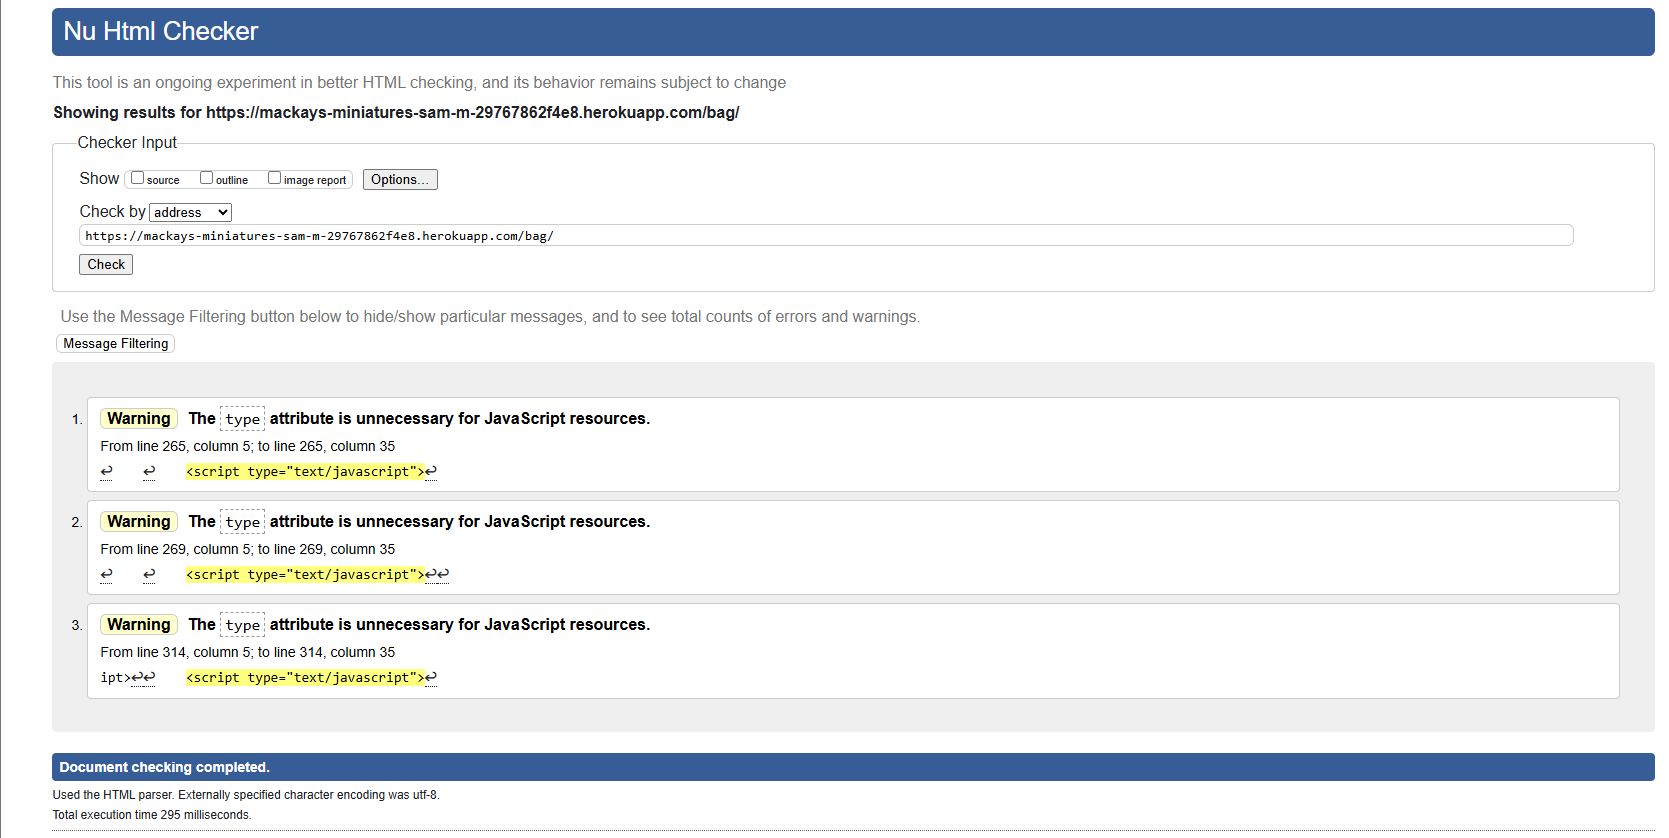 Nu Html Checker
This tool is an ongoing experiment in better HTML checking, and its behavior remains subject to change
Showing results for https://mackays-miniatures-sam-m-29767862f4e8.herokuapp.com/bag/
Checker Input
Show source outline image report Options...
Check by address
https://mackays-miniatures-sam-m-29767862f4e8.herokuapp.com/bag/
Check
Use the Message Filtering button below to hide/show particular messages, and to see total counts of errors and warnings.
Message Filtering
1. Warning The type attribute is unnecessary for JavaScript resources.
From line 265, column 5; to line 265, column 35
↩ ↩ <script type="text/javascript">↩
2. Warning The type attribute is unnecessary for JavaScript resources.
From line 269, column 5; to line 269, column 35
↩ ↩ <script type="text/javascript">↩↩
3. Warning The type attribute is unnecessary for JavaScript resources.
From line 314, column 5; to line 314, column 35
ipt>↩↩ <script type="text/javascript">↩
Document checking completed.
Used the HTML parser. Externally specified character encoding was utf-8.
Total execution time 295 milliseconds.